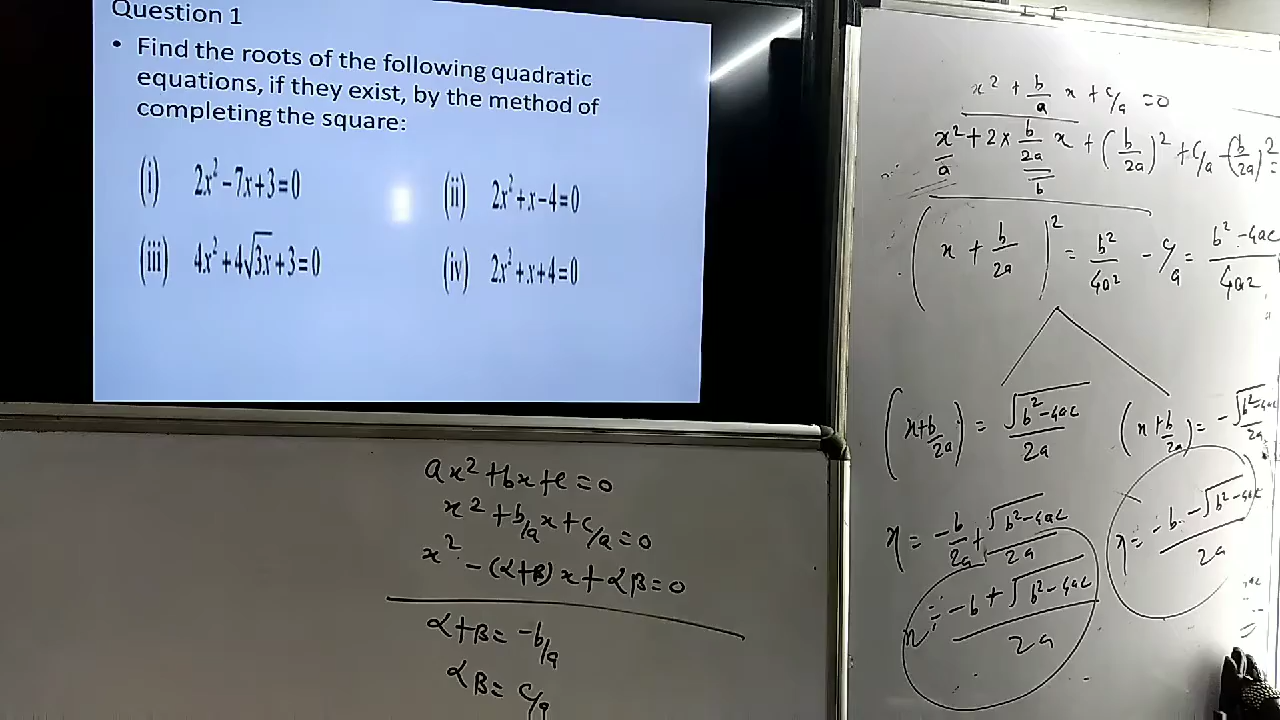 Question 1
• Find the roots of the following quadratic
equations, if they exist, by the method of
completing the square:
(i) 2x² − 7x + 3 = 0 (ii) 2x² + x − 4 = 0
(iii) 4x² + 4√3x + 3 = 0 (iv) 2x² + x + 4 = 0
ax² + bx + c = 0
x² + b/a x + c/a = 0
x² − (α+β) x + αβ = 0
α+β = −b/a
αβ = c/a
x² + b/a x + c/a = 0
x²/a + 2 × b/2a/b x + (b/2a)² + c/a − (b/2a)² =
(x + b/2a)² = b²/4a² − c/a = b² − 4ac/4a²
(x + b/2a) = √b² − 4ac/2a (x + b/2a) = −√b² − 4ac/2a
x = −b/2a + √b² − 4ac/2a x = −b − √b² − 4ac/2a
x = −b + √b² − 4ac/2a